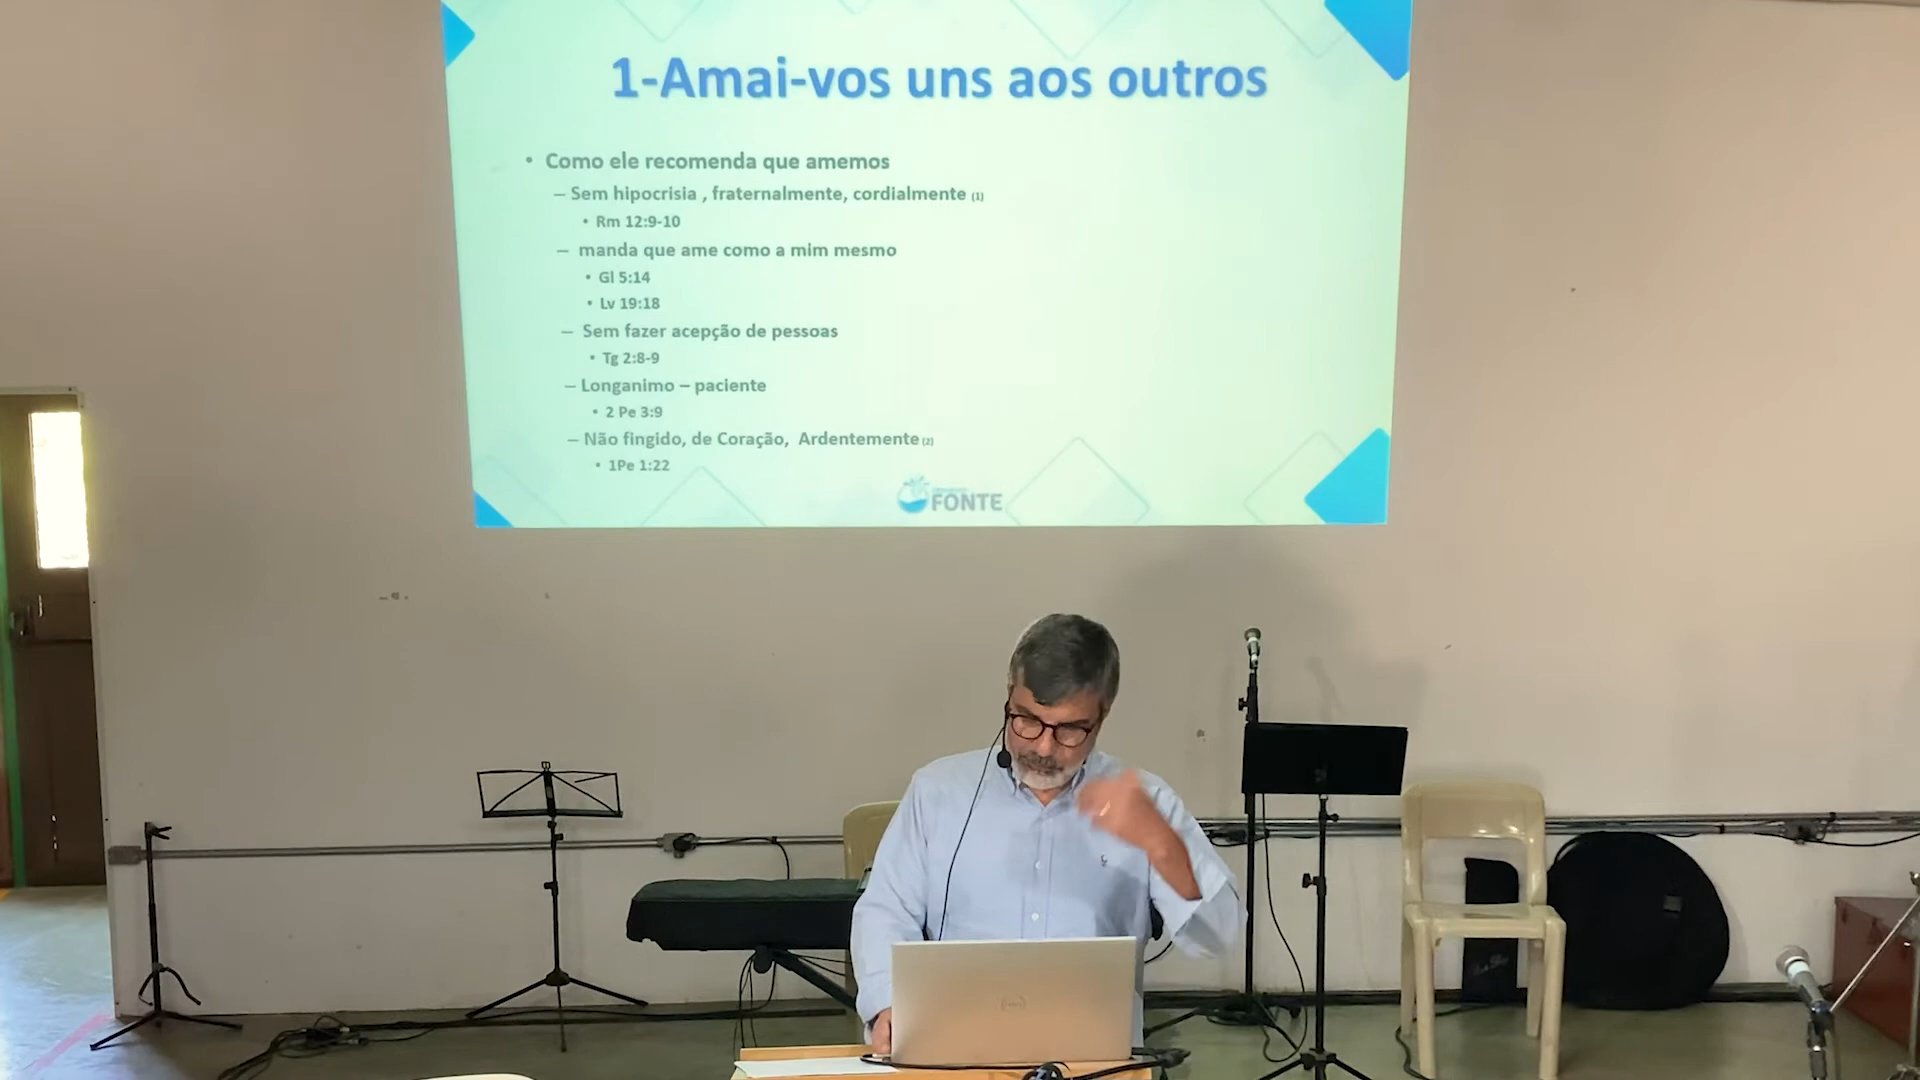 1-Amai-vos uns aos outros
• Como ele recomenda que amemos
– Sem hipocrisia , fraternalmente, cordialmente (1)
• Rm 12:9-10
– manda que ame como a mim mesmo
• Gl 5:14
• Lv 19:18
– Sem fazer acepção de pessoas
• Tg 2:8-9
– Longanimo – paciente
• 2 Pe 3:9
– Não fingido, de Coração, Ardentemente (2)
• 1Pe 1:22
FONTE
DELL